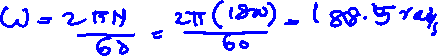 ω = 2πN/60 = 2π(1800)/60 = 188.5 rad/s